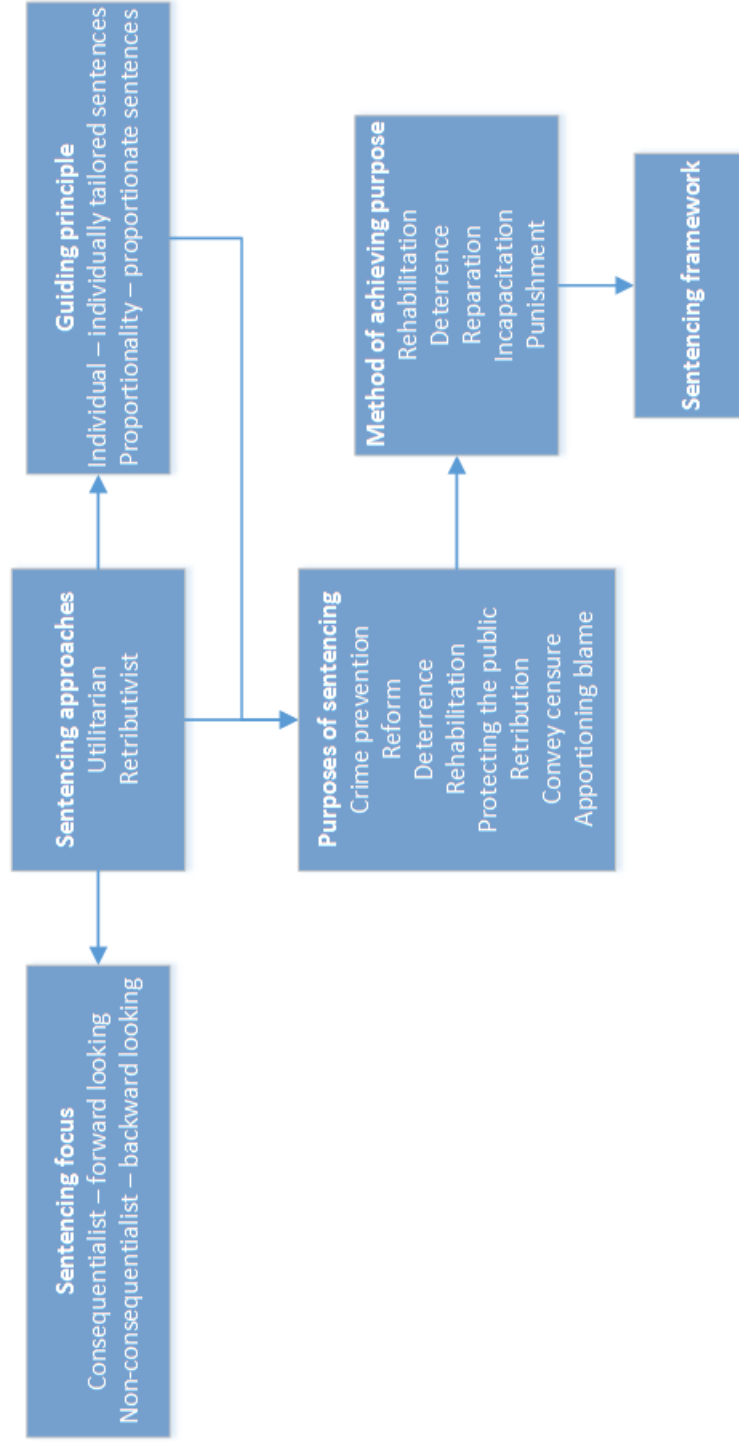 Sentencing focus
Consequentialist – forward looking
Non-consequentialist – backward looking
Sentencing approaches
Utilitarian
Retributivist
Guiding principle
Individual – individually tailored sentences
Proportionality – proportionate sentences
Purposes of sentencing
Crime prevention
Reform
Deterrence
Rehabilitation
Protecting the public
Retribution
Convey censure
Apportioning blame
Method of achieving purpose
Rehabilitation
Deterrence
Reparation
Incapacitation
Punishment
Sentencing framework